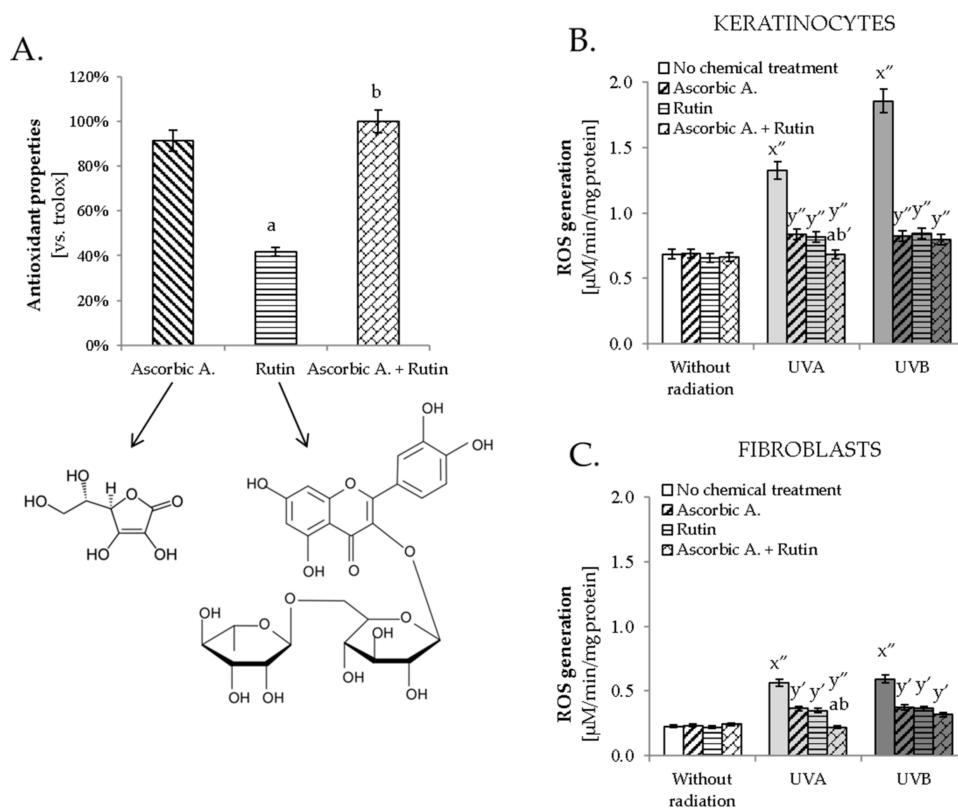 A.
120%
100%
80%
60%
40%
20%
0%
Antioxidant properties
[vs. trolox]
a
b
Ascorbic A.
Rutin
Ascorbic A. + Rutin
HO
H
O
O
HO
HO
OH
OH
OH
HO
O
OH
O
O
O
O
OH
OH
HO
OH
OH
OH
O
O
KERATINOCYTES
B.
No chemical treatment
Ascorbic A.
Rutin
Ascorbic A. + Rutin
2.0
1.5
1.0
0.5
0.0
ROS generation
[µM/min/mg protein]
x″
y″ y″ y″
ab′
x″
y″ y″ y″
Without
radiation
UVA
UVB
FIBROBLASTS
C.
No chemical treatment
Ascorbic A.
Rutin
Ascorbic A. + Rutin
2.0
1.5
1.0
0.5
0.0
ROS generation
[µM/min/mg protein]
x″
y′ y′ y″
ab
x″
y′ y′ y′
Without
radiation
UVA
UVB